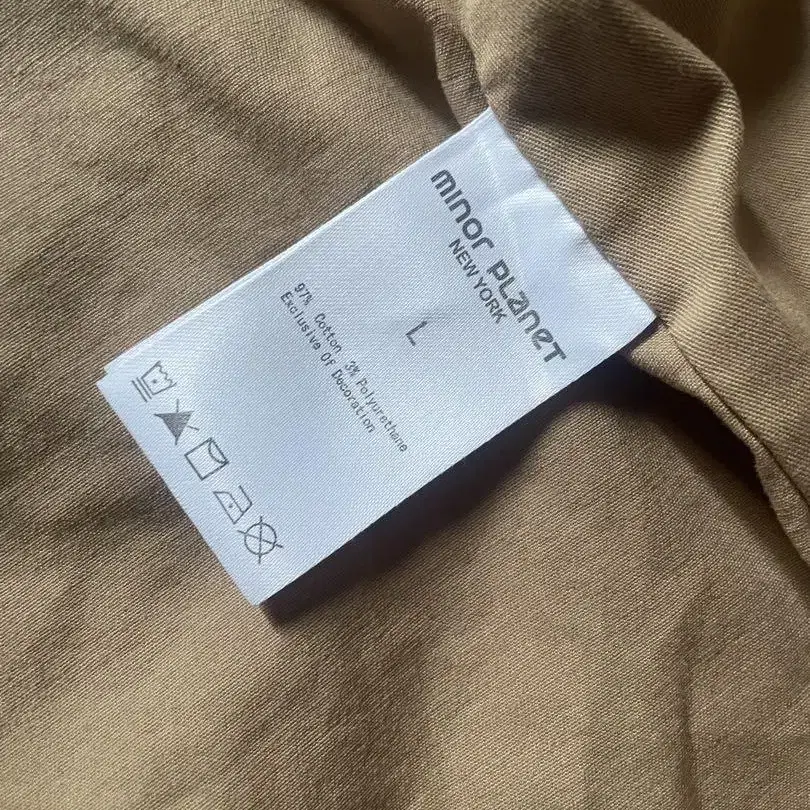 minor PLaneT
NEW YORK
L
97% Cotton 3% Polyurethane
Exclusive Of Decoration